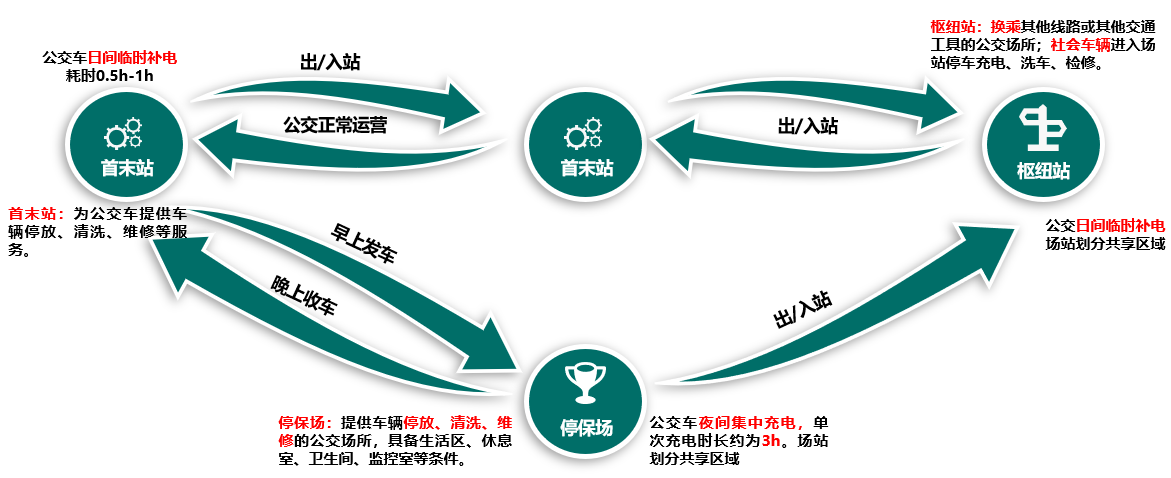 公交车日间临时补电
耗时0.5h-1h
出/入站
公交正常运营
首末站
首末站
出/入站
枢纽站：换乘其他线路或其他交通
工具的公交场所；社会车辆进入场
站停车充电、洗车、检修。
枢纽站
首末站：为公交车提供车
辆停放、清洗、维修等服
务。
早上发车
晚上收车
出/入站
公交日间临时补电
场站划分共享区域
停保场：提供车辆停放、清洗、维
修的公交场所，具备生活区、休息
室、卫生间、监控室等条件。
停保场
公交车夜间集中充电，单
次充电时长约为3h。场站
划分共享区域